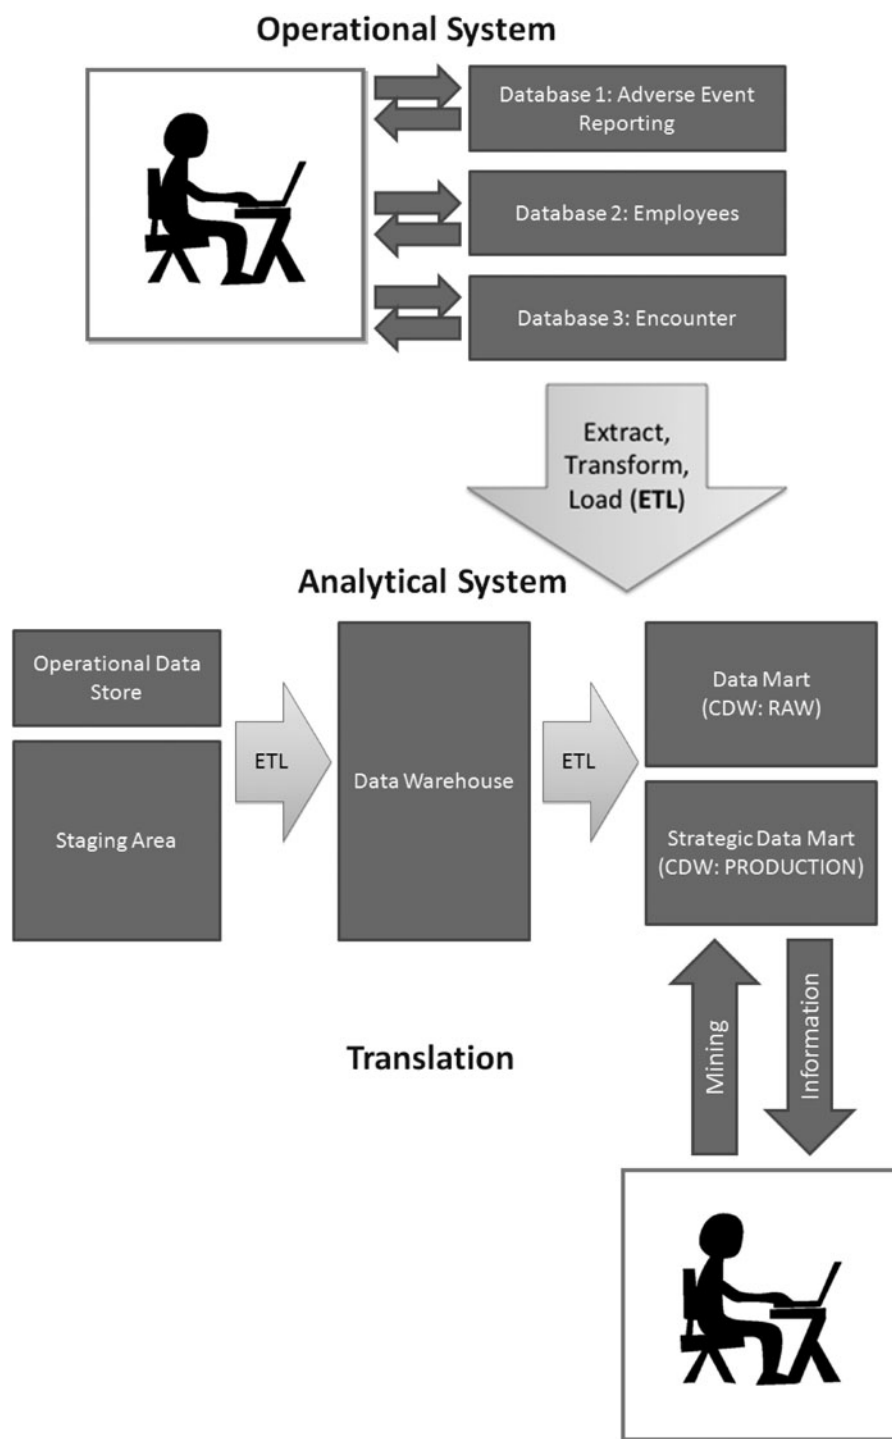 Operational System
Database 1: Adverse Event
Reporting
Database 2: Employees
Database 3: Encounter
Extract,
Transform,
Load (ETL)
Analytical System
Operational Data
Store
Staging Area
ETL
Data Warehouse
ETL
Data Mart
(CDW: RAW)
Strategic Data Mart
(CDW: PRODUCTION)
Translation
Mining
Information